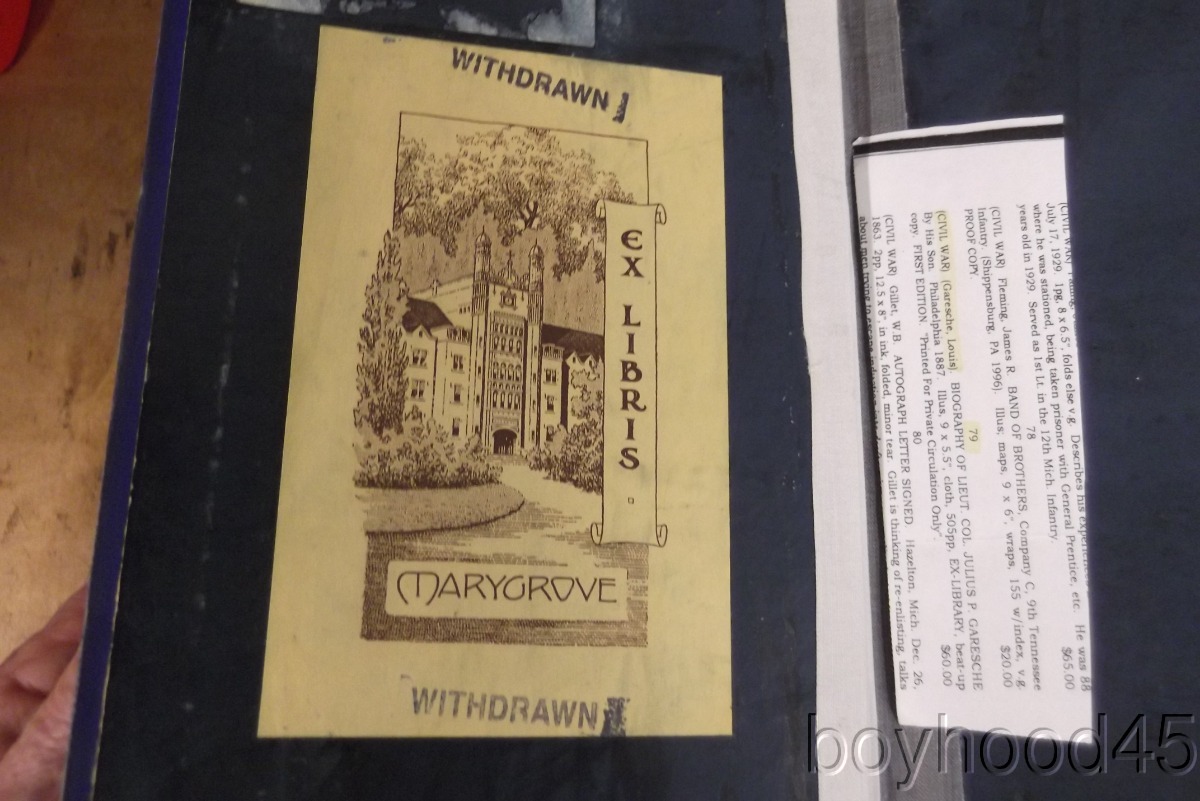 WITHDRAWN
EX LIBRIS
MARYGROVE
WITHDRAWN
(CIVIL WAR)
July 17, 1929, 1pg, 8 x 6.5", folds else v.g. Describes his experiences
where he was stationed, being taken prisoner with General Prentice, etc. He was 88
years old in 1929. Served as 1st Lt. in the 12th Mich. Infantry. $65.00
78
(CIVIL WAR) Fleming, James R. BAND OF BROTHERS, Company C, 9th Tennessee
Infantry. (Shippensburg, PA 1996). Illus; maps, 9 x 6", wraps, 155 w/index, v.g.
PROOF COPY. $20.00
79
(CIVIL WAR) (Garesche, Louis) BIOGRAPHY OF LIEUT. COL. JULIUS P. GARESCHE
By His Son. Philadelphia 1887. Illus, 9 x 5.5", cloth, 505pp, EX-LIBRARY, beat-up
copy. FIRST EDITION. "Printed For Private Circulation Only". $60.00
80
(CIVIL WAR) Gillet, W.B. AUTOGRAPH LETTER SIGNED. Hazelton, Mich. Dec. 26,
1863. 2pp, 12.5 x 8", in ink, folded, minor tear. Gillet is thinking of re-enlisting, talks
about men trying to
boyhood45